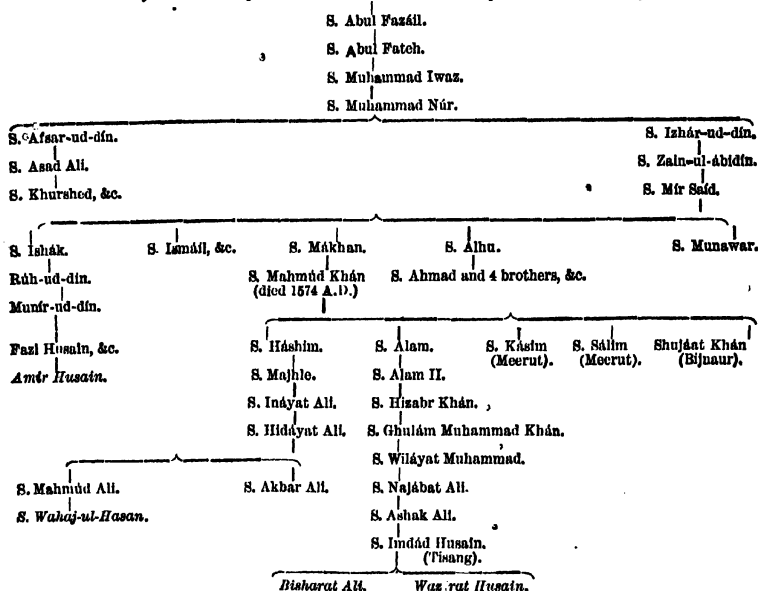 S. Abul Fazáil.
S. Abul Fateh.
S. Muhammad Iwaz.
S. Muhammad Núr.
S. Afsar-ud-dín. S. Izhár-ud-dín.
S. Asad Ali. S. Zain-ul-ábidín.
S. Khurshed, &c. S. Mír Saíd.
S. Ishák. S. Ismáíl, &c. S. Mákhan. S. Alhu. S. Munawar.
Rúh-ud-dín. S. Mahmúd Khán S. Ahmad and 4 brothers, &c.
(died 1574 A.D.)
Munír-ud-dín.
Fazl Husain, &c. S. Háshim. S. Alam. S. Kásim S. Sálim Shujáat Khán
(Meerut). (Meerut). (Bijnaur).
Amír Husain. S. Majhle. S. Alam II.
S. Ináyat Ali. S. Hizabr Khán.
S. Hidáyat Ali. S. Ghulám Muhammad Khán.
S. Wiláyat Muhammad.
S. Mahmúd Ali. S. Akbar Ali. S. Najábat Ali.
S. Wahaj-ul-Hasan. S. Ashak Ali.
S. Imdád Husain.
(Tisang.)
Bisharat Ali. Husain.